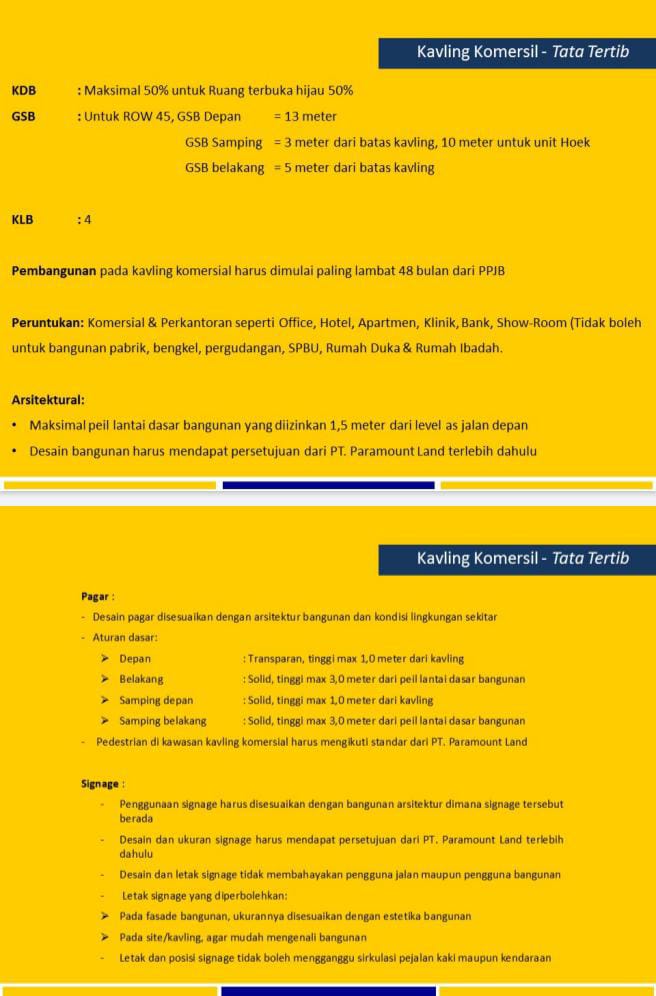 Kavling Komersil - Tata Tertib
KDB : Maksimal 50% untuk Ruang terbuka hijau 50%
GSB : Untuk ROW 45, GSB Depan = 13 meter
GSB Samping = 3 meter dari batas kavling, 10 meter untuk unit Hoek
GSB belakang = 5 meter dari batas kavling
KLB : 4
Pembangunan pada kavling komersial harus dimulai paling lambat 48 bulan dari PPJB
Peruntukan: Komersial & Perkantoran seperti Office, Hotel, Apartmen, Klinik, Bank, Show-Room (Tidak boleh
untuk bangunan pabrik, bengkel, pergudangan, SPBU, Rumah Duka & Rumah Ibadah.
Arsitektural:
• Maksimal peil lantai dasar bangunan yang diizinkan 1,5 meter dari level as jalan depan
• Desain bangunan harus mendapat persetujuan dari PT. Paramount Land terlebih dahulu
Kavling Komersil - Tata Tertib
Pagar :
- Desain pagar disesuaikan dengan arsitektur bangunan dan kondisi lingkungan sekitar
- Aturan dasar:
➤ Depan : Transparan, tinggi max 1,0 meter dari kavling
➤ Belakang : Solid, tinggi max 3,0 meter dari peil lantai dasar bangunan
➤ Samping depan : Solid, tinggi max 1,0 meter dari kavling
➤ Samping belakang : Solid, tinggi max 3,0 meter dari peil lantai dasar bangunan
- Pedestrian di kawasan kavling komersial harus mengikuti standar dari PT. Paramount Land
Signage :
- Penggunaan signage harus disesuaikan dengan bangunan arsitektur dimana signage tersebut
berada
- Desain dan ukuran signage harus mendapat persetujuan dari PT. Paramount Land terlebih
dahulu
- Desain dan letak signage tidak membahayakan pengguna jalan maupun pengguna bangunan
- Letak signage yang diperbolehkan:
➤ Pada fasade bangunan, ukurannya disesuaikan dengan estetika bangunan
➤ Pada site/kavling, agar mudah mengenali bangunan
- Letak dan posisi signage tidak boleh mengganggu sirkulasi pejalan kaki maupun kendaraan